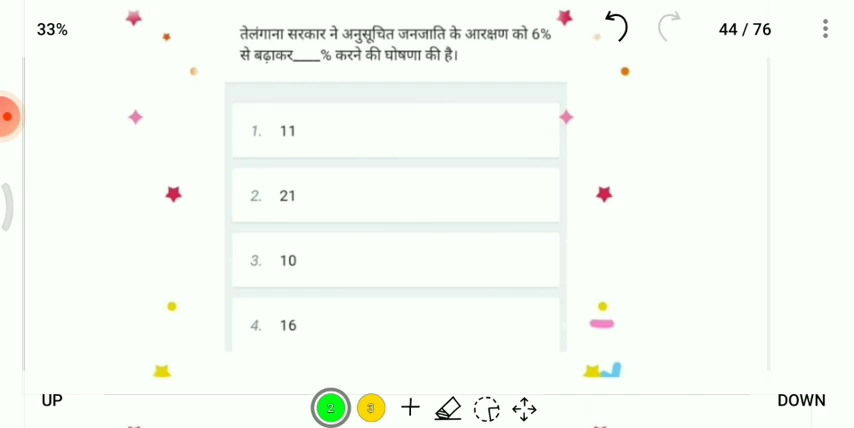 33%
44 / 76
तेलंगाना सरकार ने अनुसूचित जनजाति के आरक्षण को 6%
से बढ़ाकर____% करने की घोषणा की है।
1. 11
2. 21
3. 10
4. 16
UP
2
3
DOWN